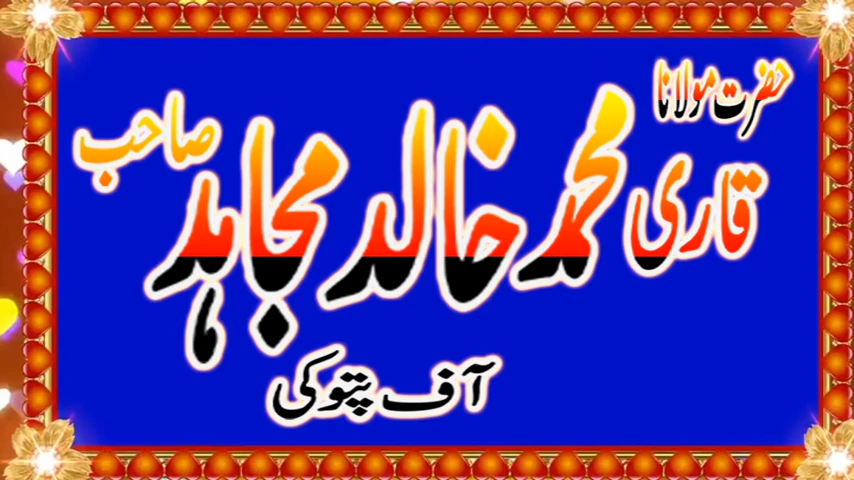 حضرت مولانا
قاری محمد خالد مجاہد صاحب
آف پتوکی